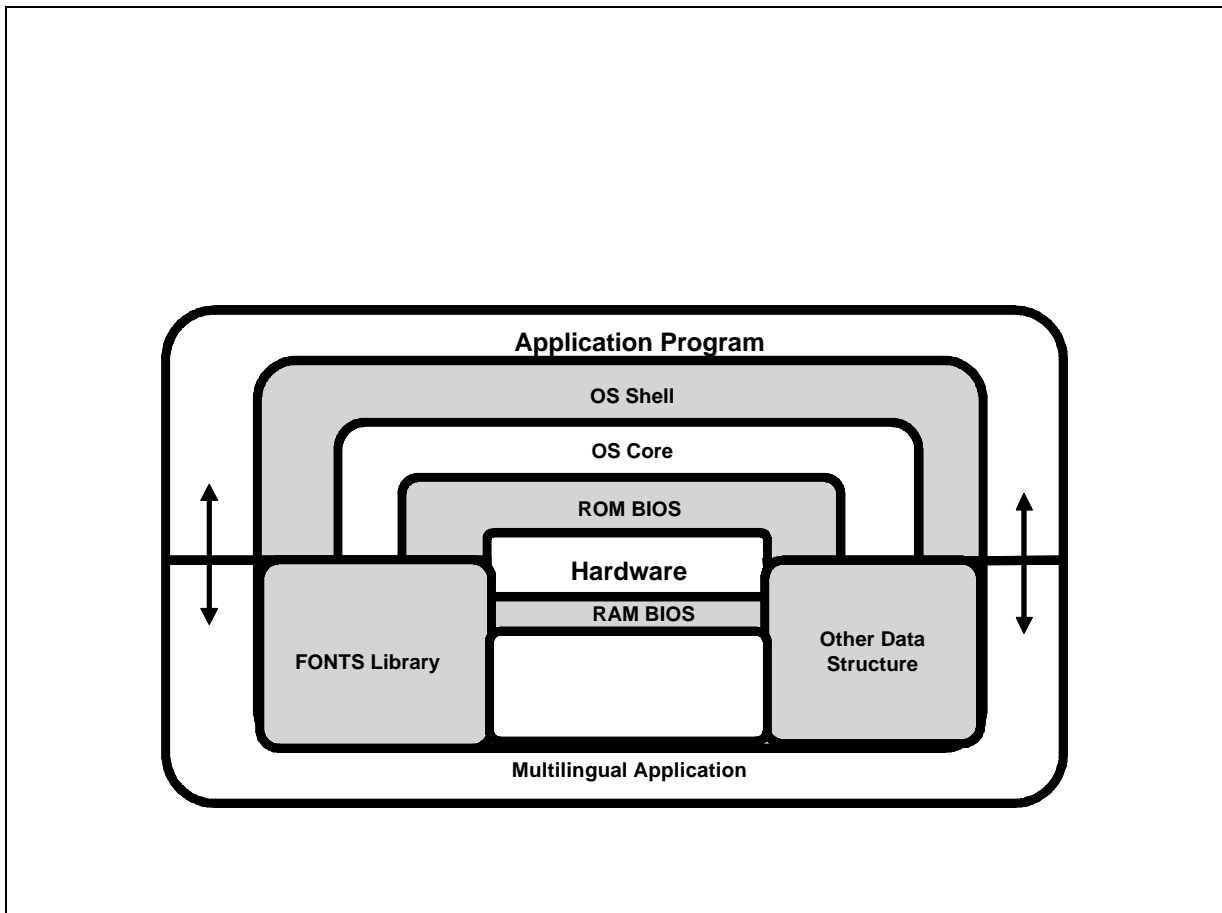 Application Program
OS Shell
OS Core
ROM BIOS
Hardware
RAM BIOS
FONTS Library
Other Data
Structure
Multilingual Application